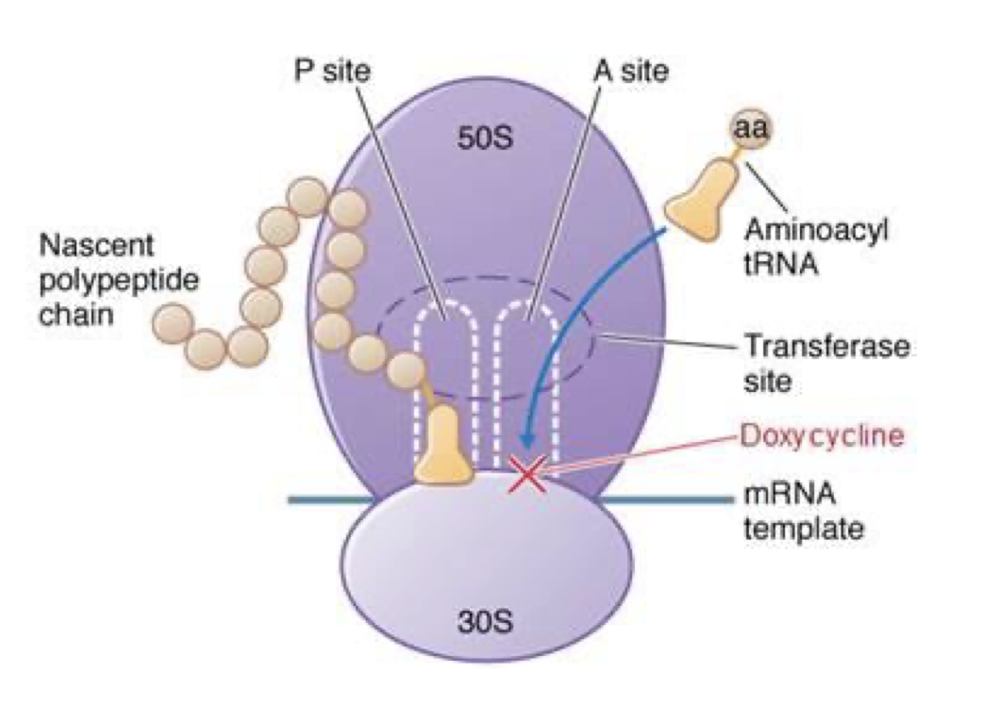 P site
A site
50S
aa
Nascent
polypeptide
chain
Aminoacyl
tRNA
Transferase
site
Doxycycline
mRNA
template
30S